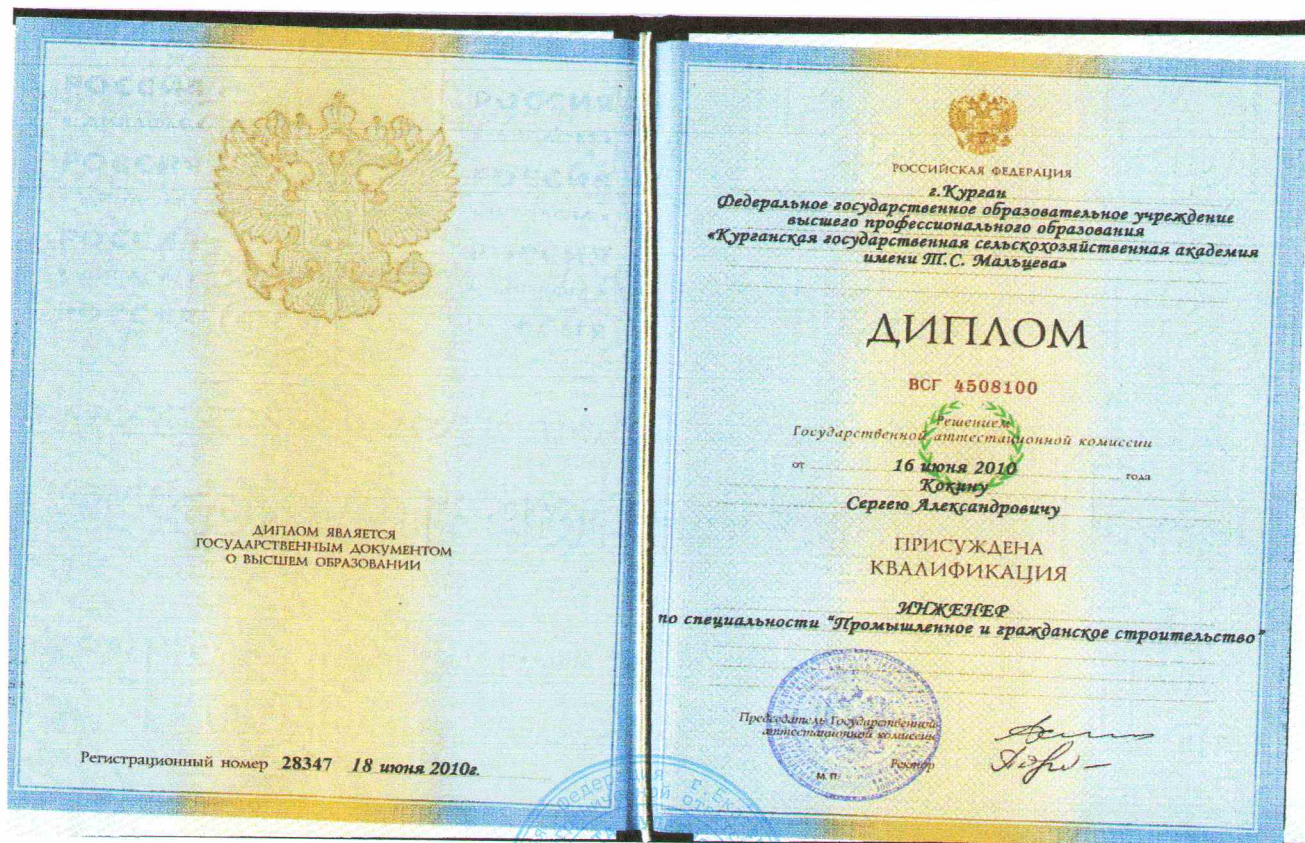 ДИПЛОМ ЯВЛЯЕТСЯ
ГОСУДАРСТВЕННЫМ ДОКУМЕНТОМ
О ВЫСШЕМ ОБРАЗОВАНИИ
Регистрационный номер 28347 18 июня 2010г.
РОССИЙСКАЯ ФЕДЕРАЦИЯ
г.Курган
Федеральное государственное образовательное учреждение
высшего профессионального образования
«Курганская государственная сельскохозяйственная академия
имени Т.С. Мальцева»
ДИПЛОМ
ВСГ 4508100
Решением
Государственной аттестационной комиссии
от 16 июня 2010 года
Кокину
Сергею Александровичу
ПРИСУЖДЕНА
КВАЛИФИКАЦИЯ
ИНЖЕНЕР
по специальности "Промышленное и гражданское строительство"
Председатель Государственной
аттестационной комиссии
Ректор
М.П.